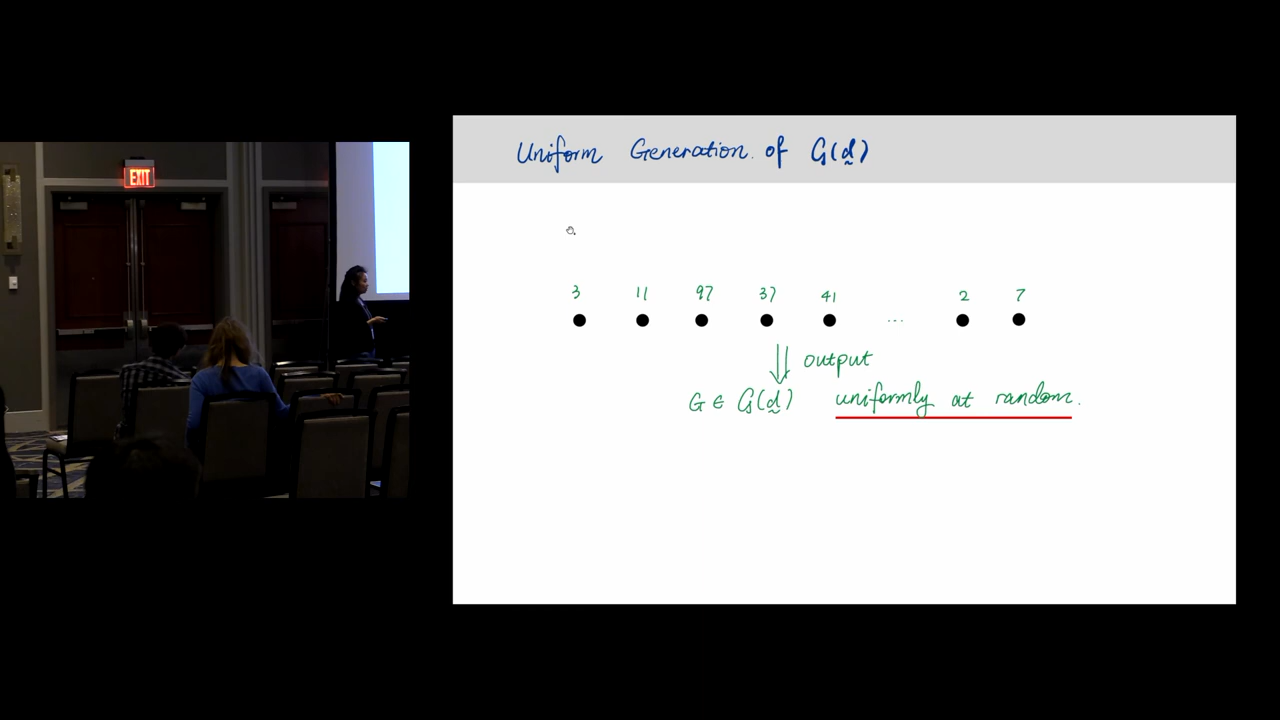 EXIT
Uniform Generation of G(d)
3 11 97 37 41 ... 2 7
output
G ∈ G(d) uniformly at random.